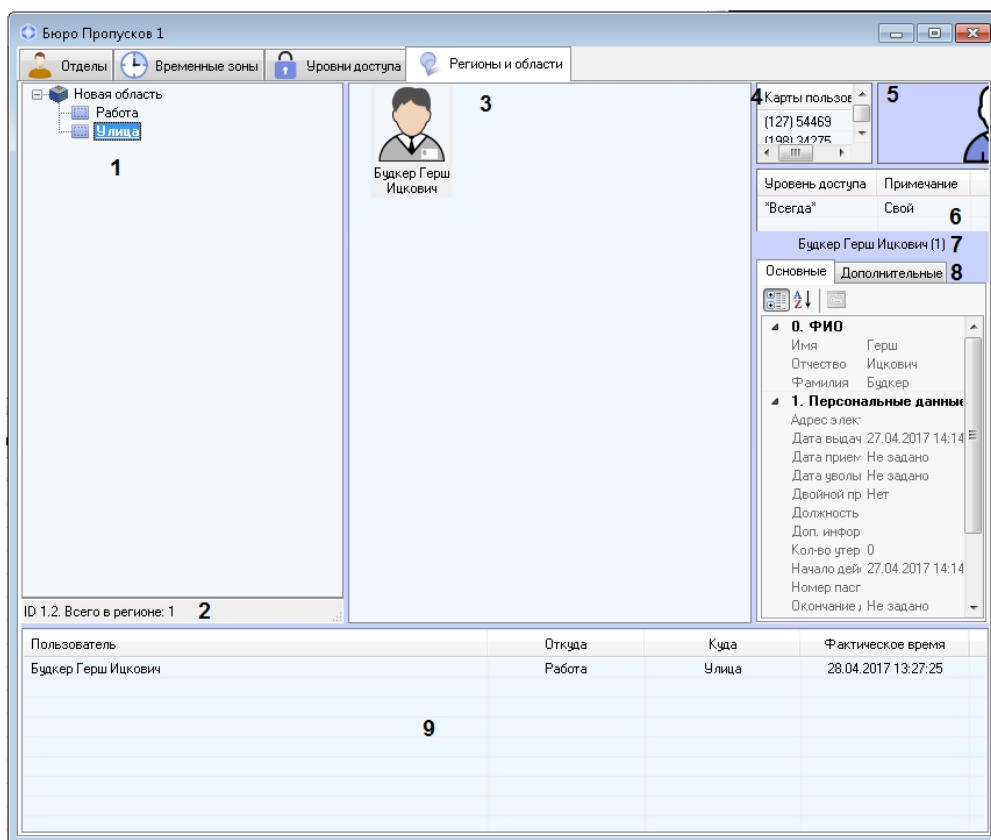 Бюро Пропусков 1
Отделы Временные зоны Уровни доступа Регионы и области
Новая область
Работа
Улица
1
ID 1.2. Всего в регионе: 1 2
3
Будкер Герш
Ицкович
4 Карты пользов
(127) 54469
(198) 34275
5
Уровень доступа Примечание
*Всегда* Свой
6
Будкер Герш Ицкович (1) 7
Основные Дополнительные 8
0. ФИО
Имя Герш
Отчество Ицкович
Фамилия Будкер
1. Персональные данные
Адрес элек
Дата выдач 27.04.2017 14:14
Дата прием Не задано
Дата уволы Не задано
Двойной пр Нет
Должность
Доп. инфор
Кол-во утер 0
Начало дей 27.04.2017 14:14
Номер пасп
Окончание Не задано
Пользователь Откуда Куда Фактическое время
Будкер Герш Ицкович Работа Улица 28.04.2017 13:27:25
9